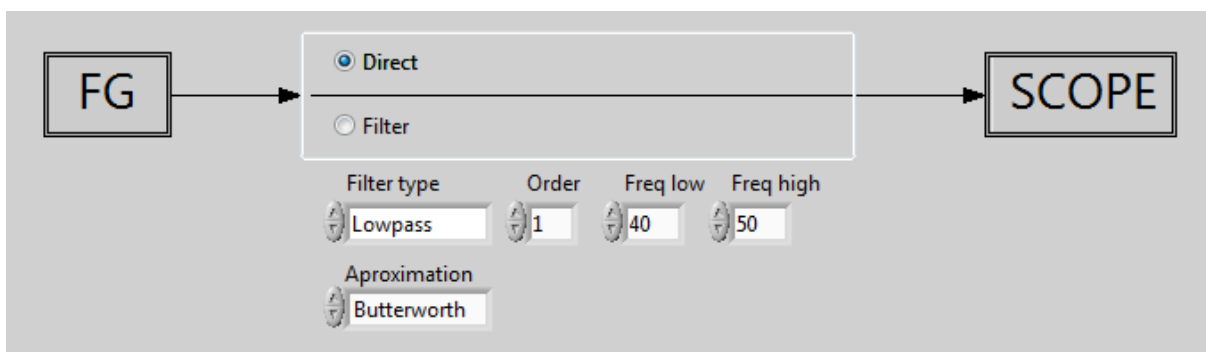 FG
Direct
Filter
SCOPE
Filter type Order Freq low Freq high
Lowpass 1 40 50
Aproximation
Butterworth